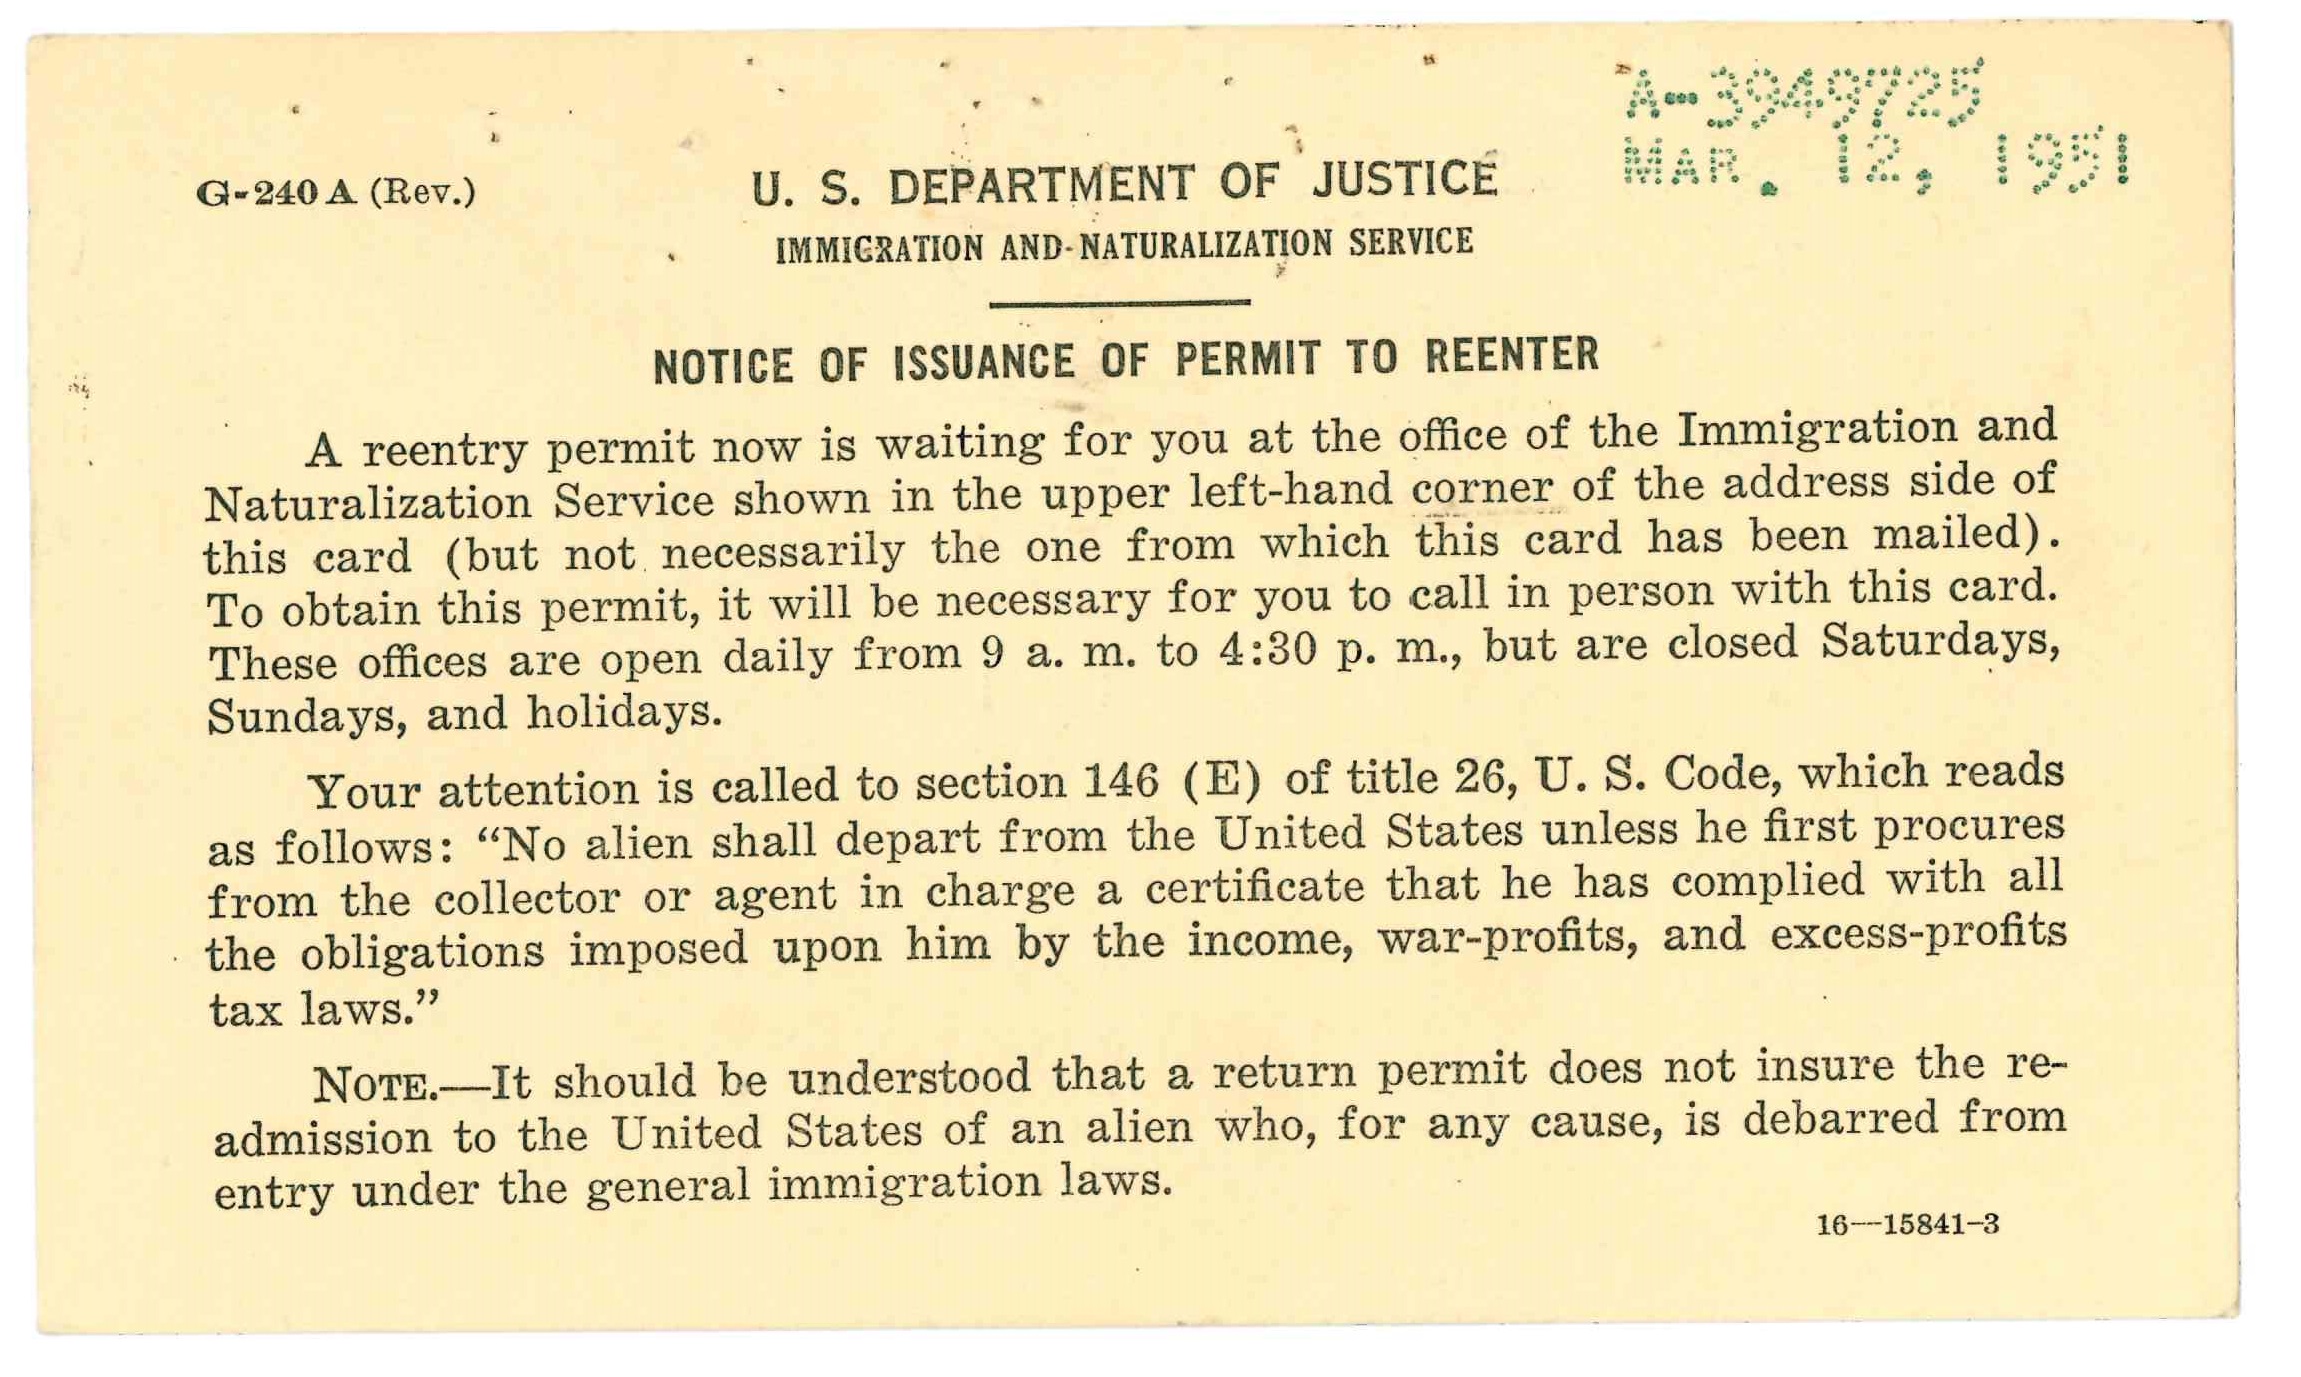 A-3949725
MAR. 12, 1951
G-240 A (Rev.)
U. S. DEPARTMENT OF JUSTICE
IMMIGRATION AND NATURALIZATION SERVICE
NOTICE OF ISSUANCE OF PERMIT TO REENTER
A reentry permit now is waiting for you at the office of the Immigration and
Naturalization Service shown in the upper left-hand corner of the address side of
this card (but not necessarily the one from which this card has been mailed).
To obtain this permit, it will be necessary for you to call in person with this card.
These offices are open daily from 9 a. m. to 4:30 p. m., but are closed Saturdays,
Sundays, and holidays.
Your attention is called to section 146 (E) of title 26, U. S. Code, which reads
as follows: “No alien shall depart from the United States unless he first procures
from the collector or agent in charge a certificate that he has complied with all
the obligations imposed upon him by the income, war-profits, and excess-profits
tax laws.”
NOTE.—It should be understood that a return permit does not insure the re-
admission to the United States of an alien who, for any cause, is debarred from
entry under the general immigration laws.
16—15841-3